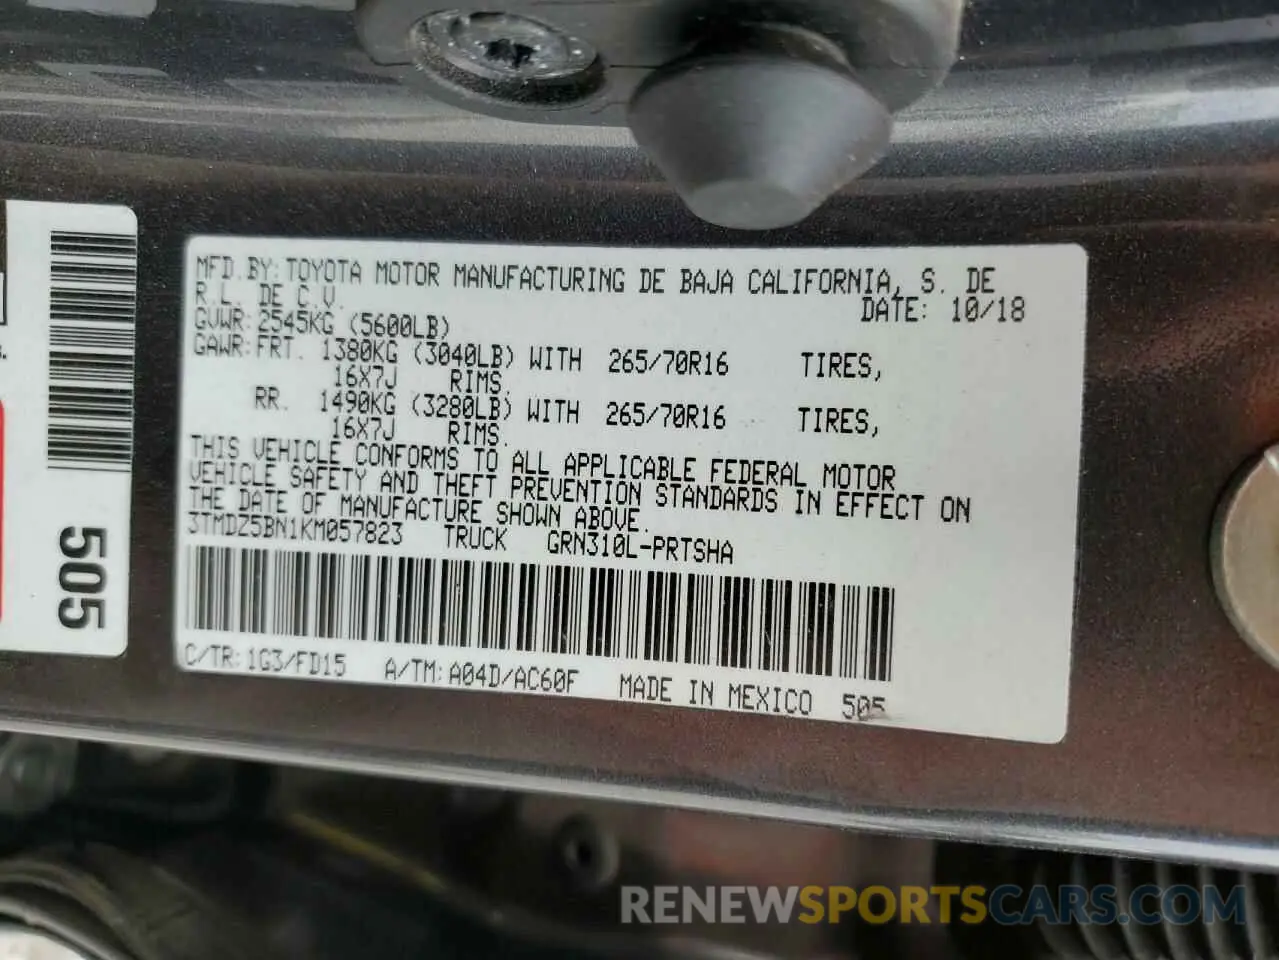 MFD. BY: TOYOTA MOTOR MANUFACTURING DE BAJA CALIFORNIA, S. DE
R.L. DE C.V. DATE: 10/18
GVWR: 2545KG (5600LB)
GAWR: FRT. 1380KG (3040LB) WITH 265/70R16 TIRES,
16X7J RIMS.
RR. 1490KG (3280LB) WITH 265/70R16 TIRES,
16X7J RIMS.
THIS VEHICLE CONFORMS TO ALL APPLICABLE FEDERAL MOTOR
VEHICLE SAFETY AND THEFT PREVENTION STANDARDS IN EFFECT ON
THE DATE OF MANUFACTURE SHOWN ABOVE.
3TMDZ5BN1KM057823 TRUCK GRN310L-PRTSHA
C/TR: 1G3/FD15 A/TM: A04D/AC60F MADE IN MEXICO 505
505
RENEWSPORTSCARS.COM